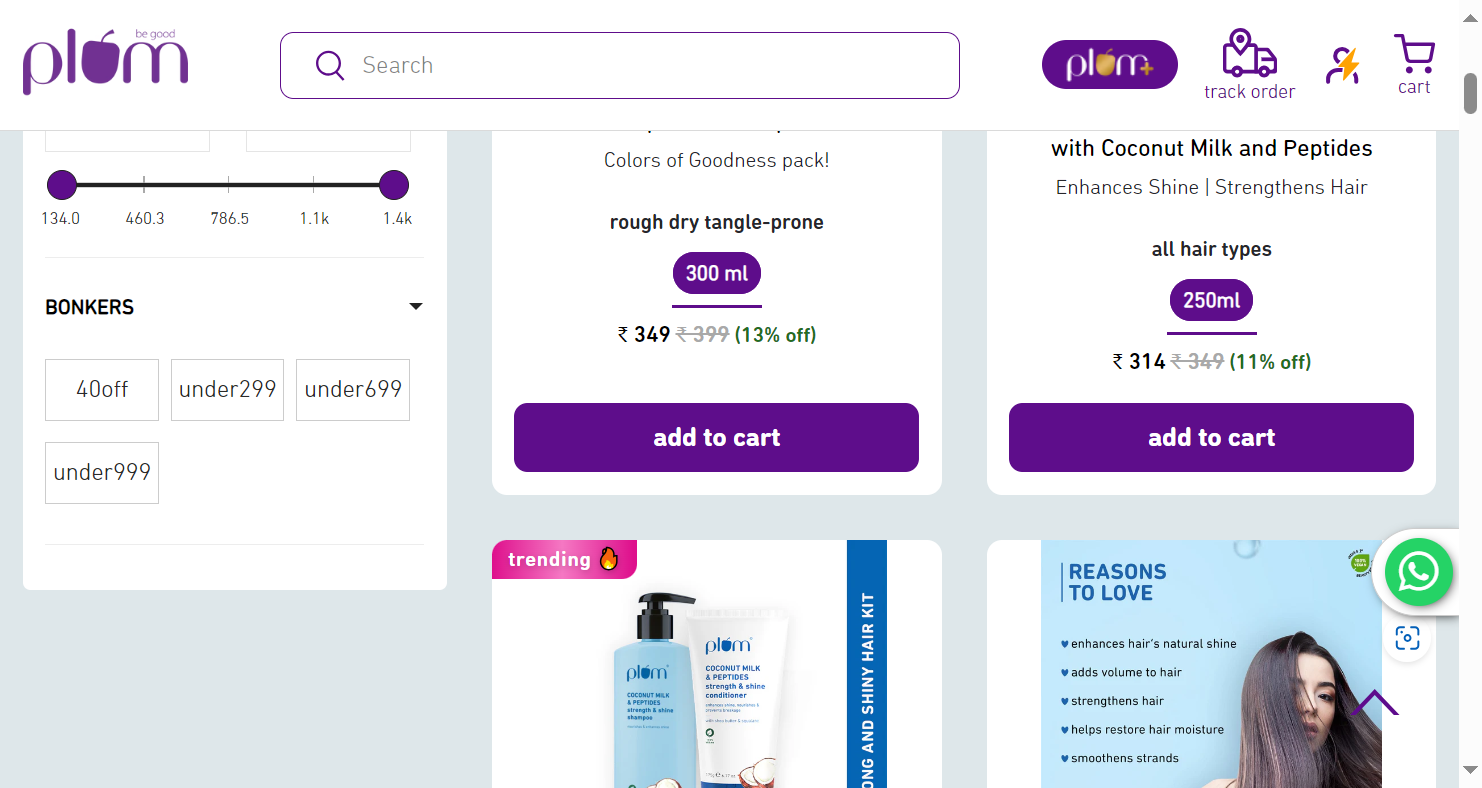 be good
plum
Search
plum+
track order
cart
134.0 460.3 786.5 1.1k 1.4k
BONKERS
40off
under299
under699
under999
Colors of Goodness pack!
rough dry tangle-prone
300 ml
₹ 349 ₹ 399 (13% off)
add to cart
with Coconut Milk and Peptides
Enhances Shine | Strengthens Hair
all hair types
250ml
₹ 314 ₹ 349 (11% off)
add to cart
trending
plum
COCONUT MILK
& PEPTIDES
strength & shine
shampoo
plum
COCONUT MILK
& PEPTIDES
strength & shine
conditioner
AND SHINY HAIR KIT
REASONS
TO LOVE
enhances hair's natural shine
adds volume to hair
strengthens hair
helps restore hair moisture
smoothens strands
100%
VEGAN